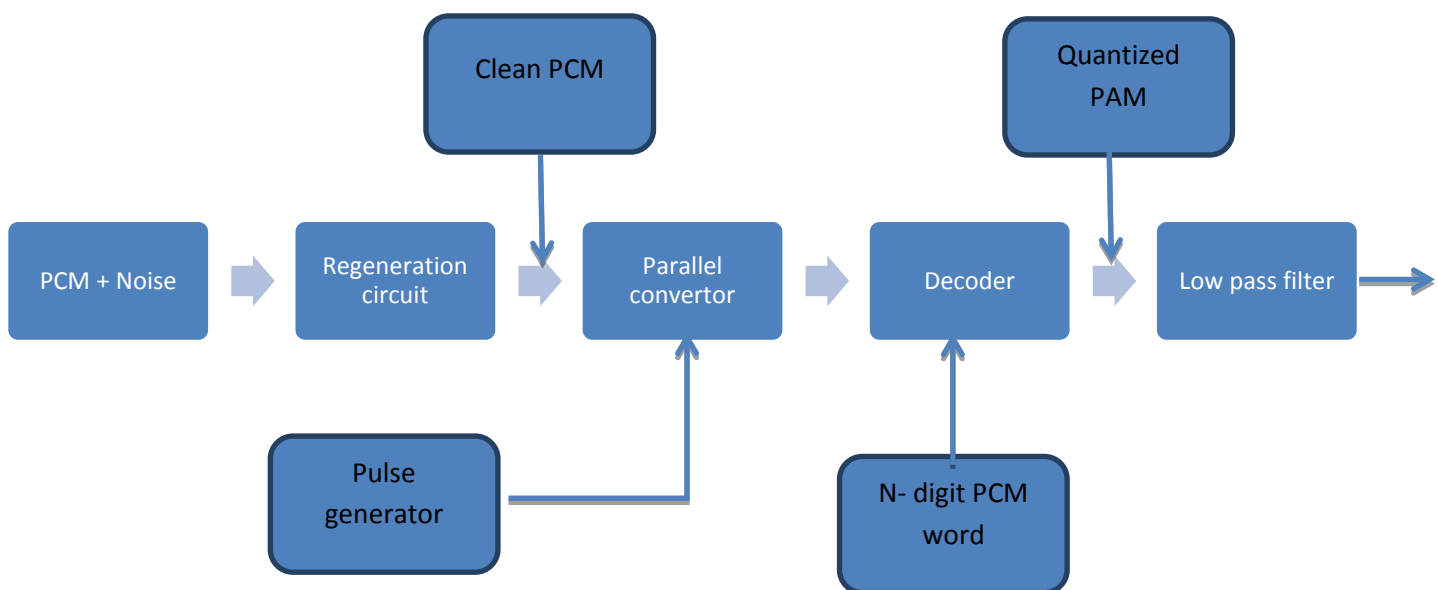 Clean PCM
Quantized
PAM
PCM + Noise
Regeneration
circuit
Parallel
convertor
Decoder
Low pass filter
Pulse
generator
N- digit PCM
word